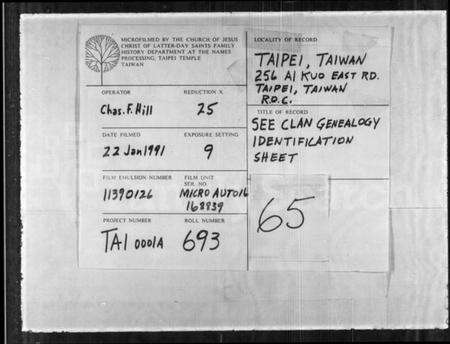 MICROFILMED BY THE CHURCH OF JESUS
CHRIST OF LATTER-DAY SAINTS FAMILY
HISTORY DEPARTMENT AT THE NAMES
PROCESSING, TAIPEI TEMPLE
TAIWAN
OPERATOR
Chas. F. Hill
REDUCTION X
25
DATE FILMED
22 Jan 1991
EXPOSURE SETTING
9
FILM EMULSION NUMBER
11390126
FILM UNIT
SER. NO.
MICRO AUTO16
168839
PROJECT NUMBER
TAI 0001A
ROLL NUMBER
693
LOCALITY OF RECORD
TAIPEI, TAIWAN
256 AI KUO EAST RD.
TAIPEI, TAIWAN
R.O.C.
TITLE OF RECORD
SEE CLAN GENEALOGY
IDENTIFICATION
SHEET
65